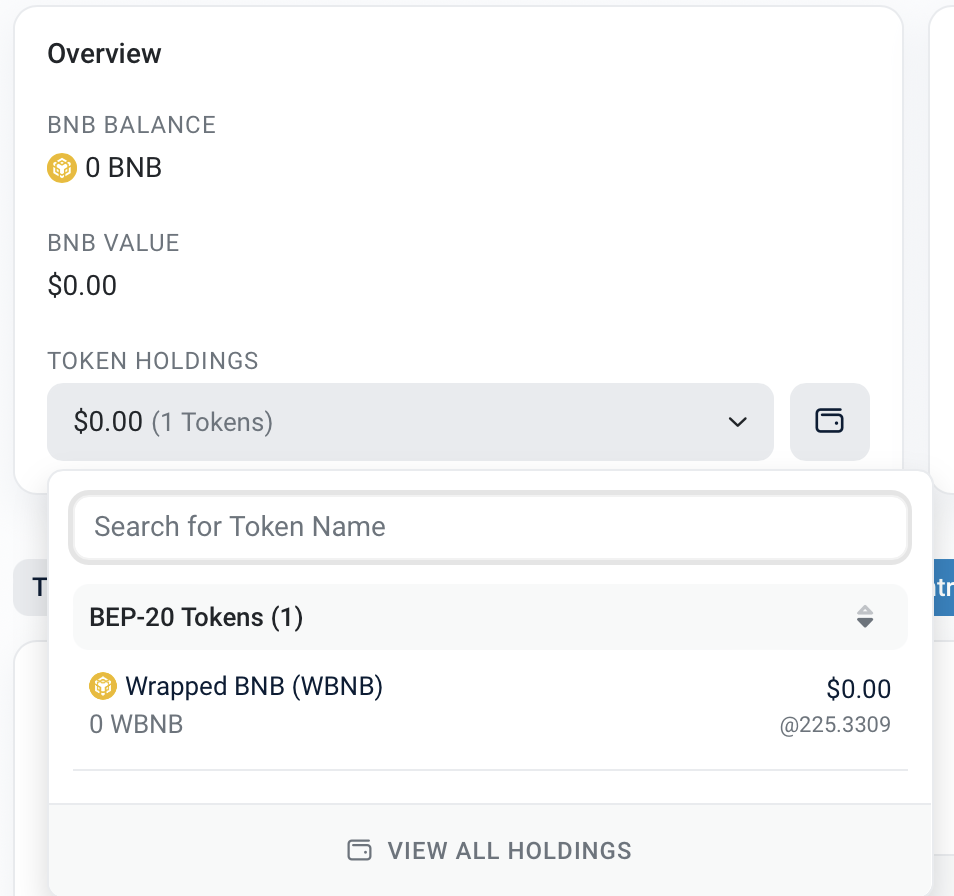 Overview
BNB BALANCE
0 BNB
BNB VALUE
$0.00
TOKEN HOLDINGS
$0.00 (1 Tokens)
Search for Token Name
BEP-20 Tokens (1)
Wrapped BNB (WBNB) $0.00
0 WBNB @225.3309
VIEW ALL HOLDINGS